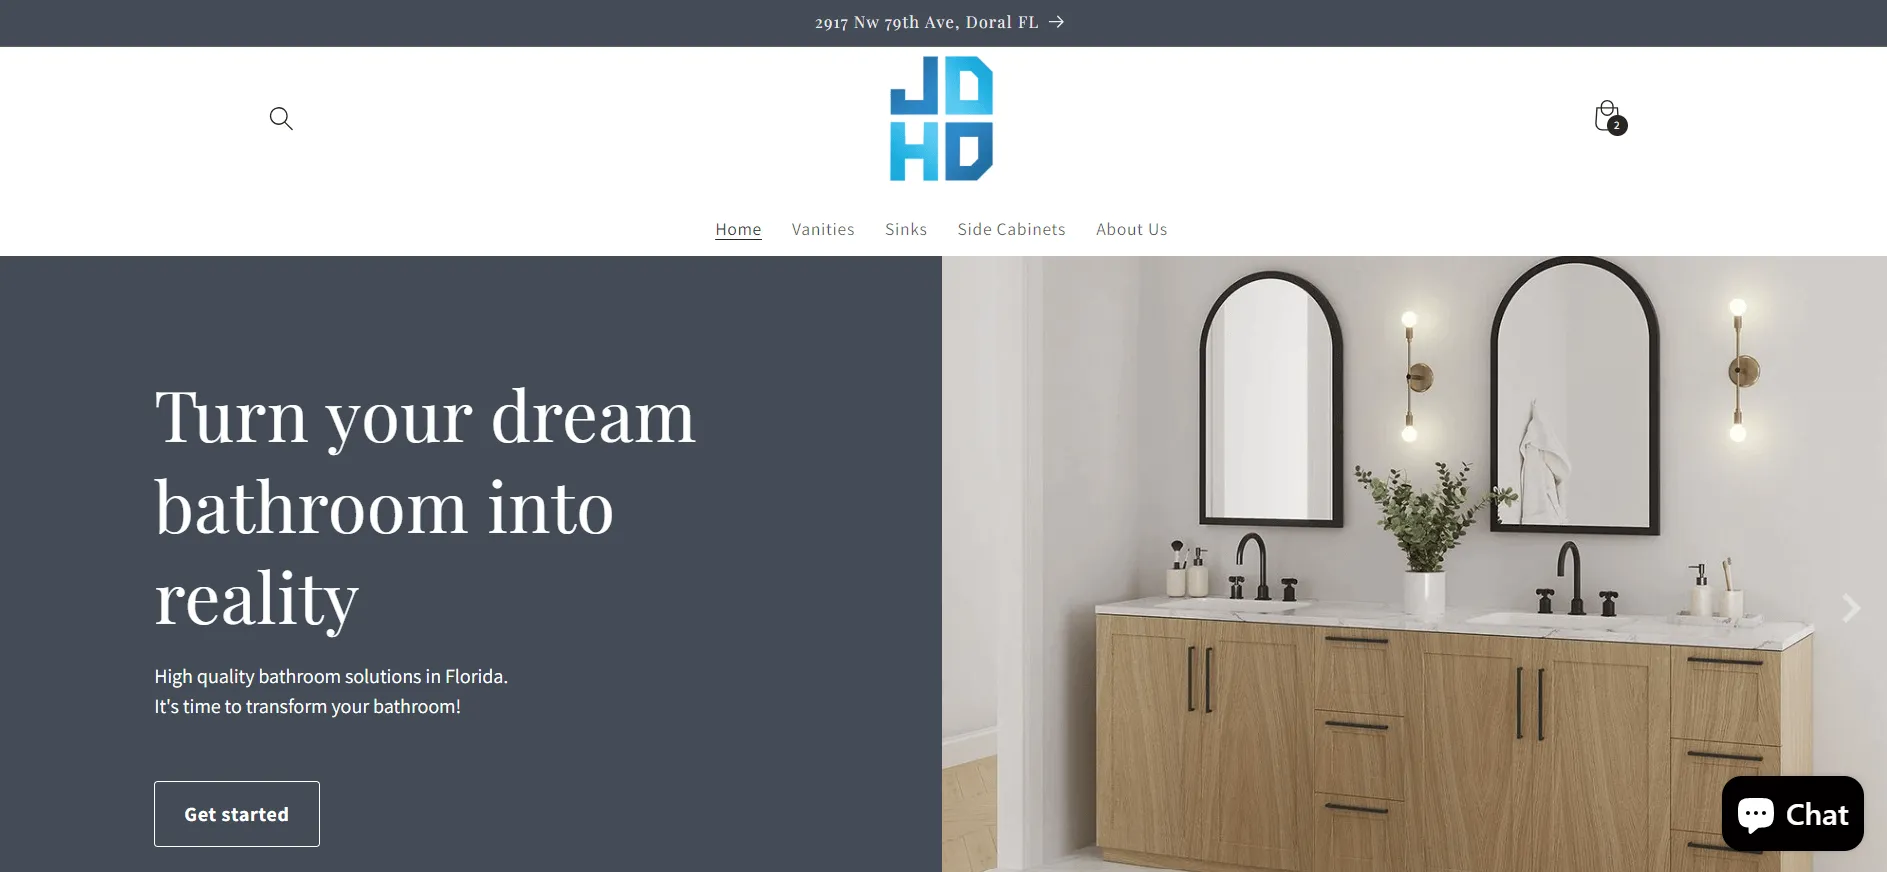 2917 Nw 79th Ave, Doral FL
JD
HD
2
Home Vanities Sinks Side Cabinets About Us
Turn your dream
bathroom into
reality
High quality bathroom solutions in Florida.
It's time to transform your bathroom!
Get started
Chat